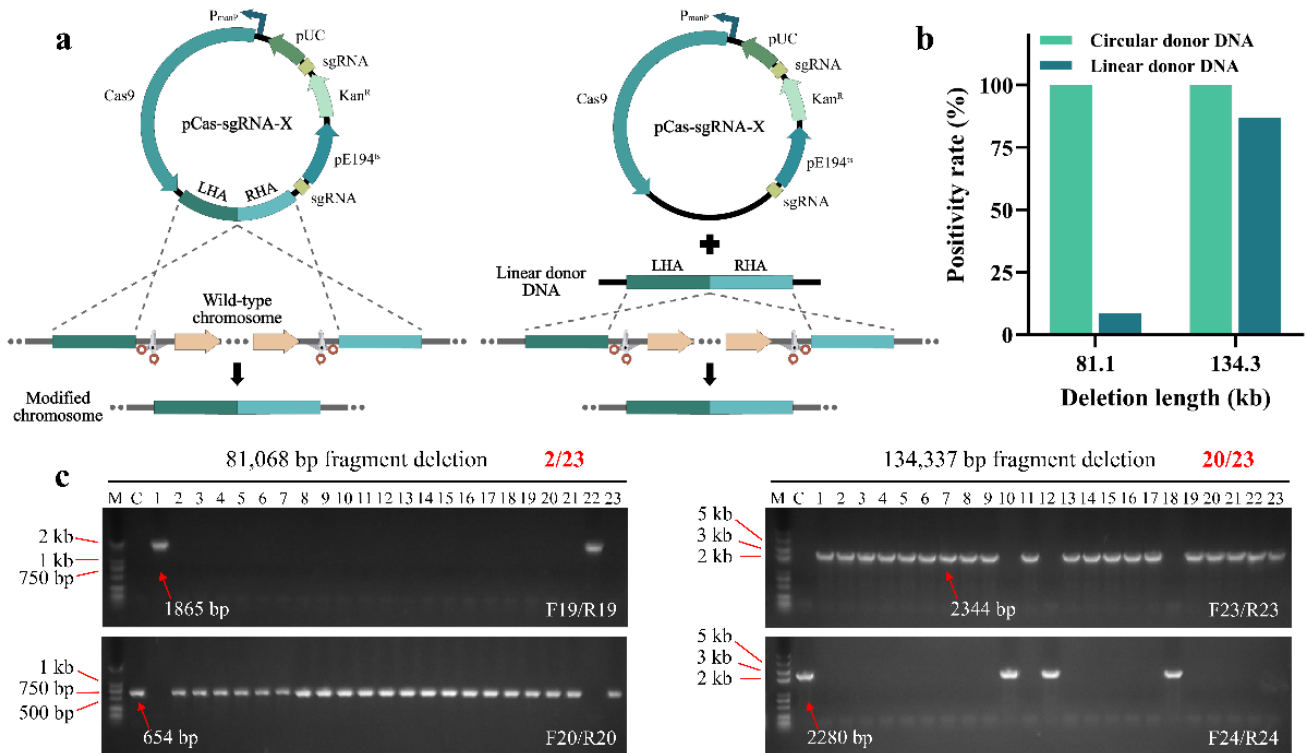 a
PmanP
pUC
sgRNA
KanR
pE194ts
sgRNA
Cas9
pCas-sgRNA-X
LHA RHA
Wild-type
chromosome
Modified
chromosome
PmanP
pUC
sgRNA
KanR
pE194ts
sgRNA
Cas9
pCas-sgRNA-X
Linear donor
DNA
LHA RHA
b
Circular donor DNA
Linear donor DNA
Positivity rate (%)
100
75
50
25
0
81.1 134.3
Deletion length (kb)
c
81,068 bp fragment deletion 2/23
M C 1 2 3 4 5 6 7 8 9 10 11 12 13 14 15 16 17 18 19 20 21 22 23
2 kb
1 kb
750 bp
1865 bp
F19/R19
1 kb
750 bp
500 bp
654 bp
F20/R20
134,337 bp fragment deletion 20/23
M C 1 2 3 4 5 6 7 8 9 10 11 12 13 14 15 16 17 18 19 20 21 22 23
5 kb
3 kb
2 kb
2344 bp
F23/R23
5 kb
3 kb
2 kb
2280 bp
F24/R24